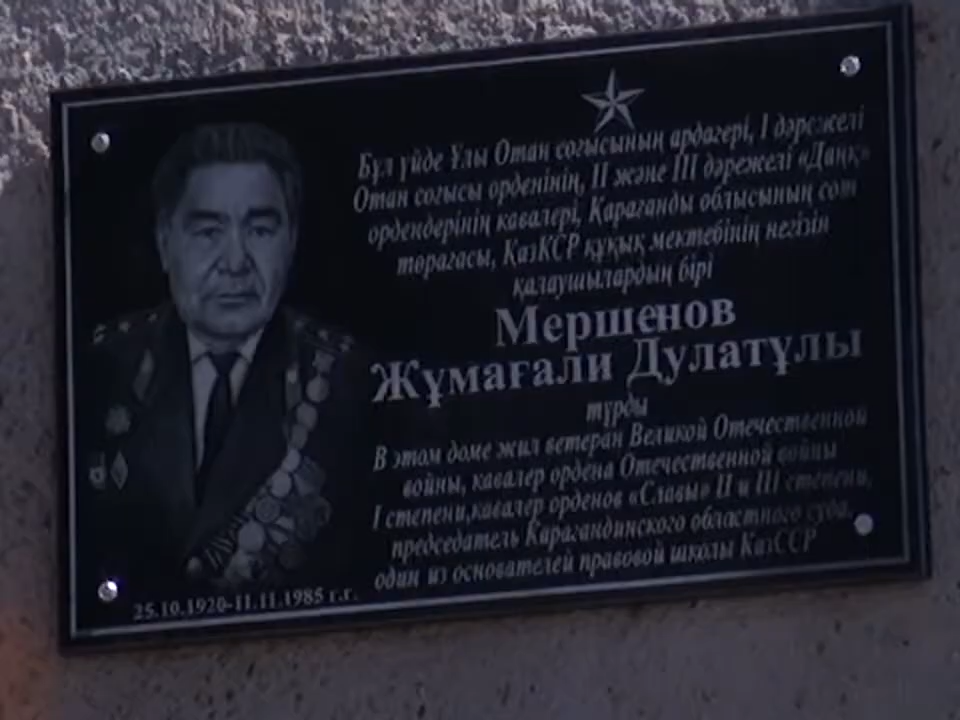 Бұл үйде Ұлы Отан соғысының ардагері, I дәрежелі
Отан соғысы орденінің, II және III дәрежелі «Даңқ»
ордендерінің кавалері, Қарағанды облысының сот
төрағасы, ҚазКСР құқық мектебінің негізін
қалаушылардың бірі
Мершенов
Жұмағали Дулатұлы
тұрды
В этом доме жил ветеран Великой Отечественной
войны, кавалер ордена Отечественной войны
I степени,кавалер орденов «Славы» II и III степени,
председатель Карагандинского областного суда,
один из основателей правовой школы КазССР
25.10.1920-11.11.1985 г.г.